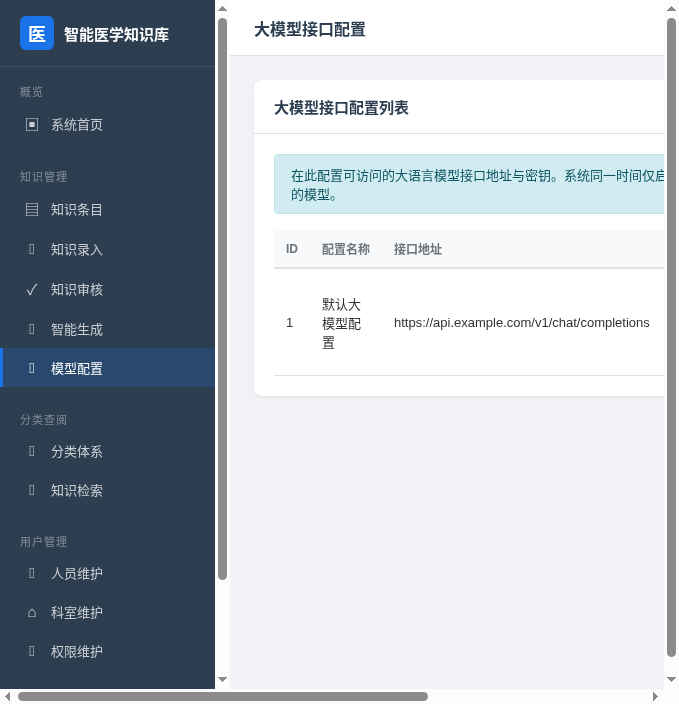 医 智能医学知识库
概览
系统首页
知识管理
知识条目
知识录入
知识审核
智能生成
模型配置
分类查阅
分类体系
知识检索
用户管理
人员维护
科室维护
权限维护
大模型接口配置
大模型接口配置列表
在此配置可访问的大语言模型接口地址与密钥。系统同一时间仅启
的模型。
ID 配置名称 接口地址
1 默认大 https://api.example.com/v1/chat/completions
模型配
置